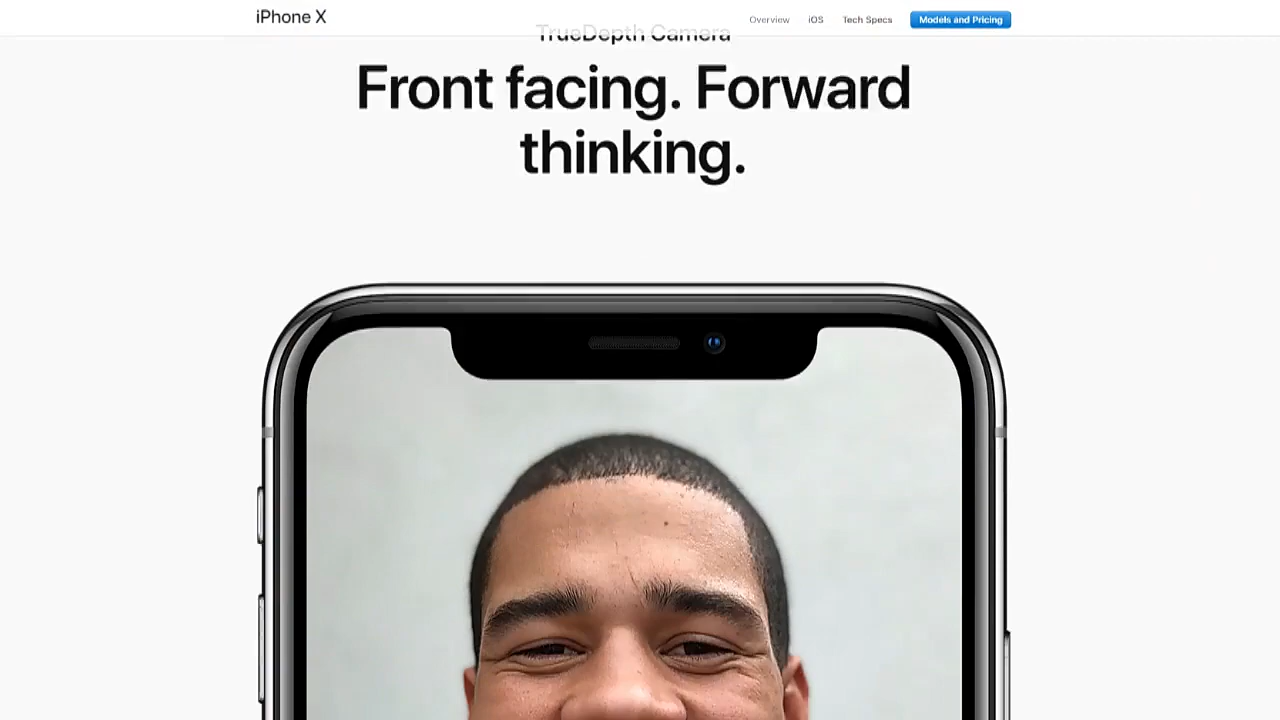 iPhone X
Overview iOS Tech Specs Models and Pricing
TrueDepth Camera
Front facing. Forward
thinking.